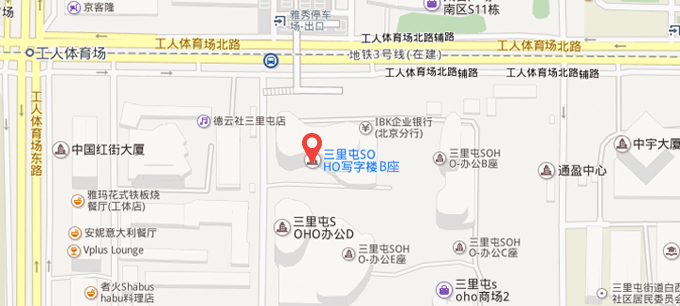 京客隆
雅秀停车
场-出口
南区S11栋
工人体育场北路
工人体育场北路
工人体育场北路辅路
工人体育场
地铁3号线(在建)
工人体育场北路辅路
工人体育场东路
德云社三里屯店
IBK企业银行
(北京分行)
中国红街大厦
三里屯SO
HO写字楼B座
三里屯SOH
O-办公B座
通盈中心
中宇大厦
雅玛花式铁板烧
餐厅(工体店)
安妮意大利餐厅
Vplus Lounge
三里屯S
OHO办公D
三里屯SOH
O-办公C座
三里屯SOH
O-办公E座
者火Shabus
habu料理店
三里屯s
oho商场2
三里屯街道白西
社区居民委员会